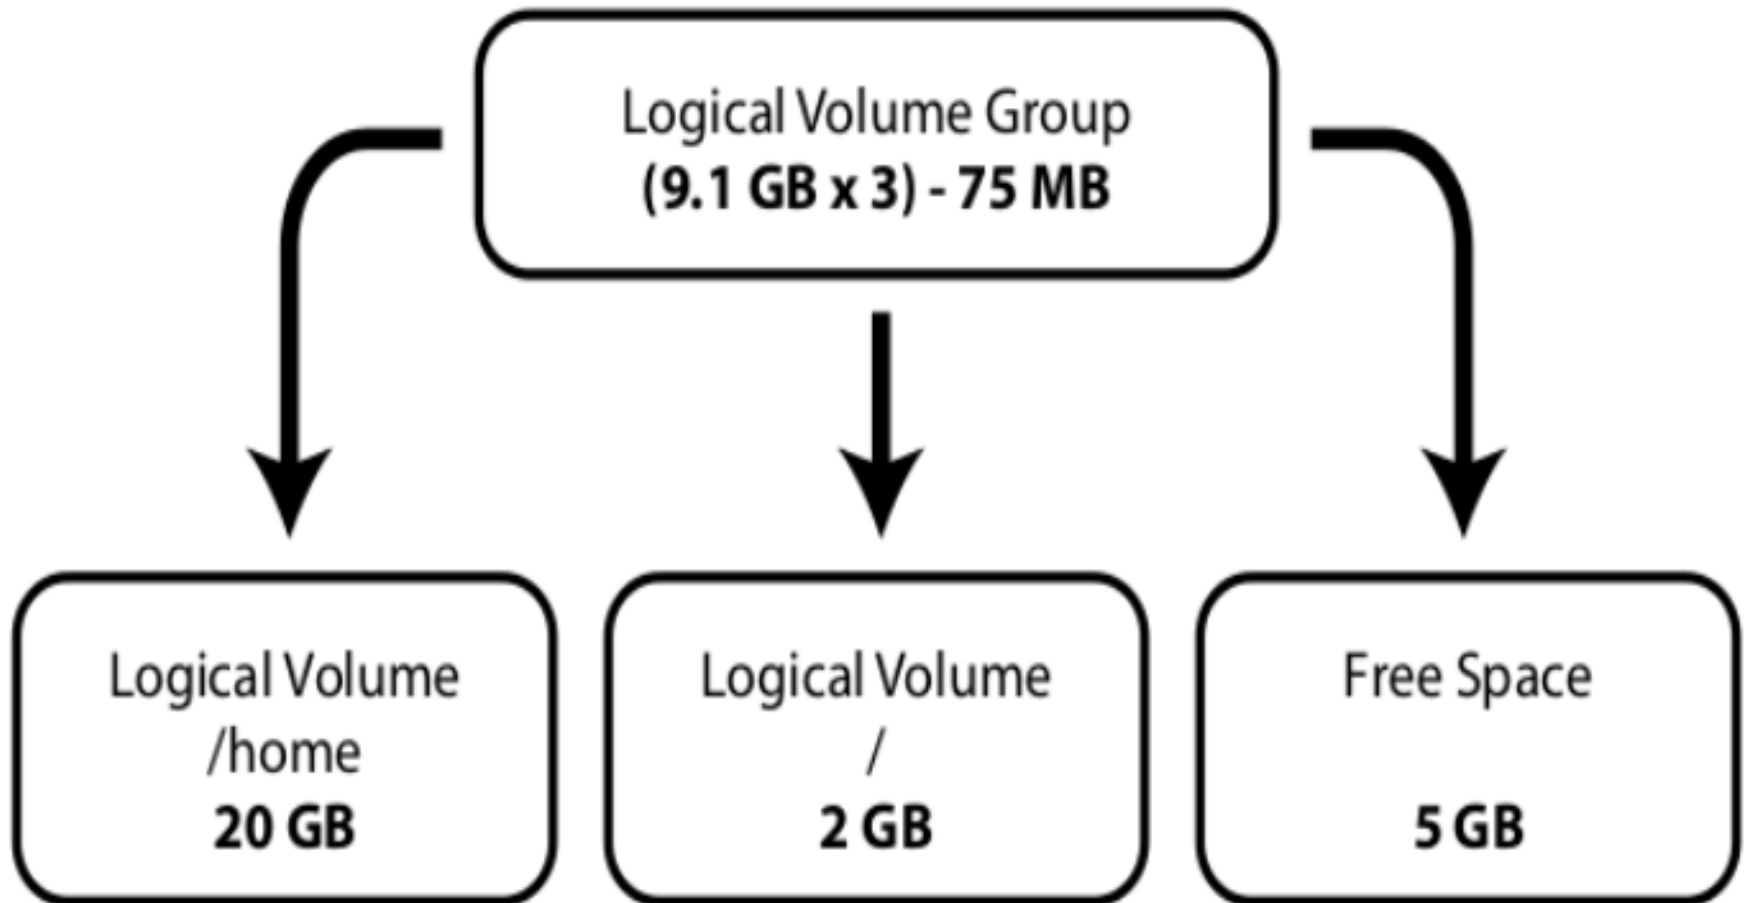 Logical Volume Group
(9.1 GB x 3) - 75 MB
Logical Volume
/home
20 GB
Logical Volume
/
2 GB
Free Space
5 GB